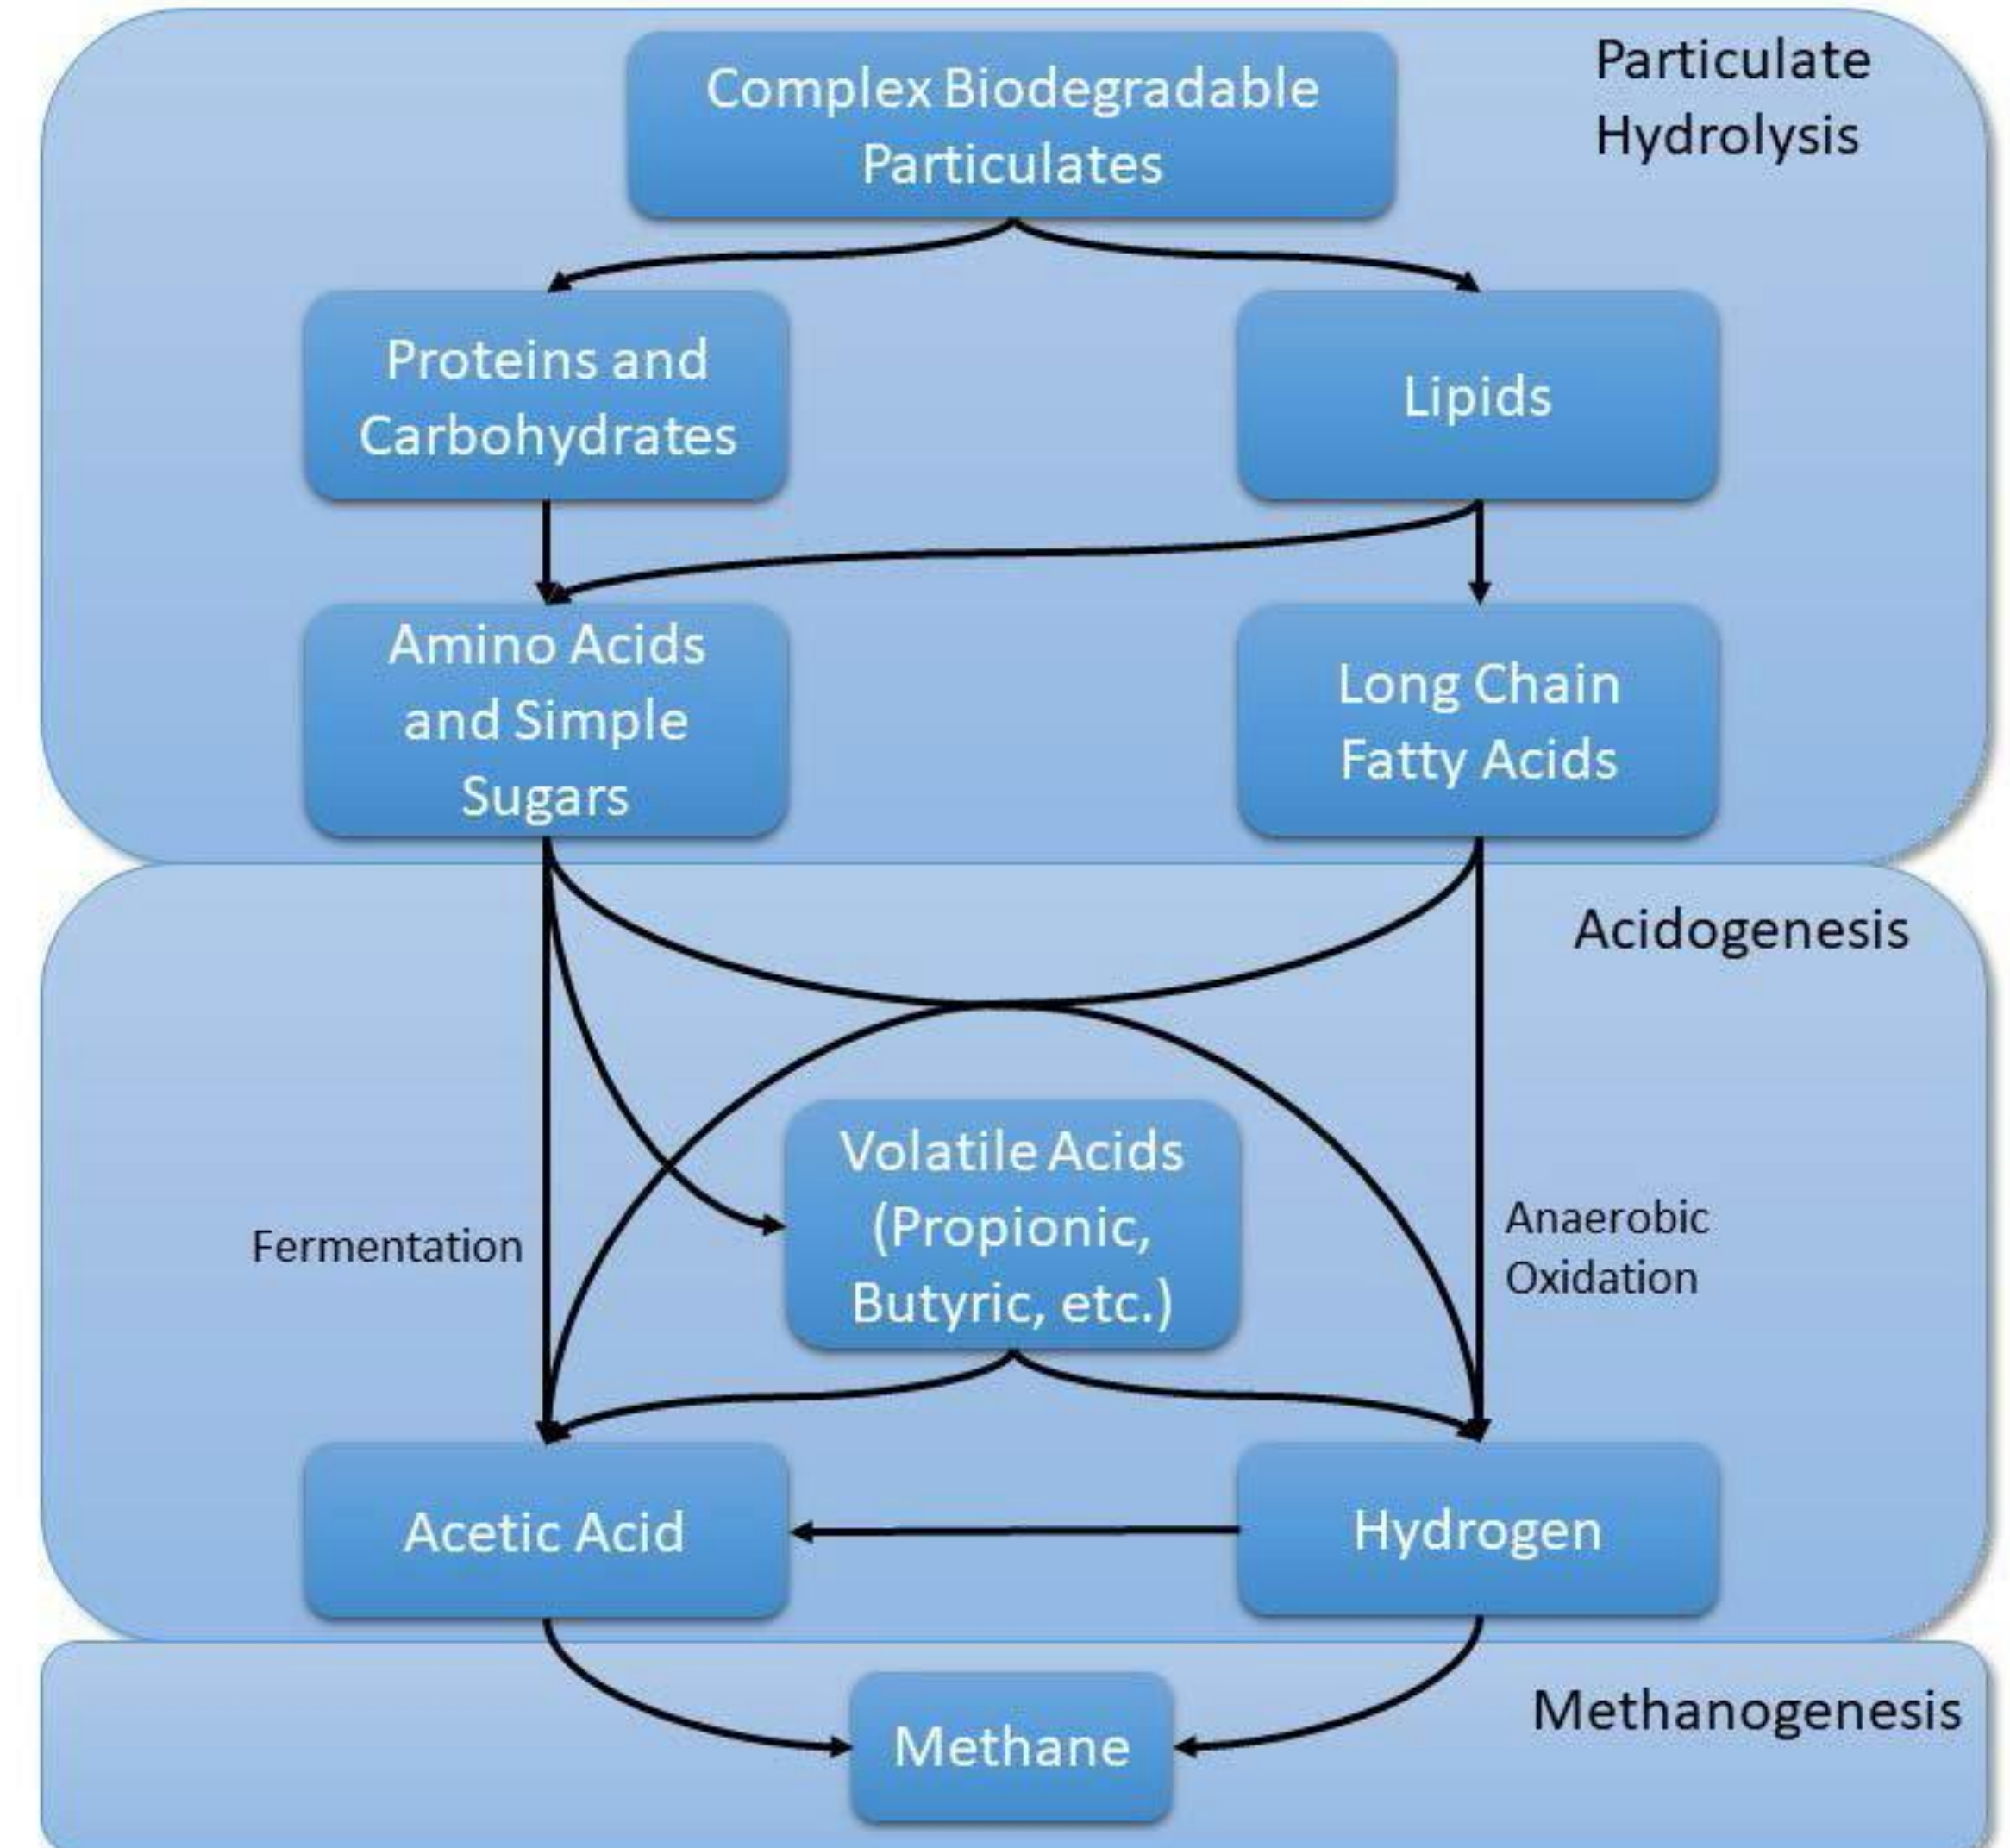 Complex Biodegradable
Particulates
Particulate
Hydrolysis
Proteins and
Carbohydrates
Lipids
Amino Acids
and Simple
Sugars
Long Chain
Fatty Acids
Acidogenesis
Volatile Acids
(Propionic,
Butyric, etc.)
Fermentation
Anaerobic
Oxidation
Acetic Acid
Hydrogen
Methanogenesis
Methane